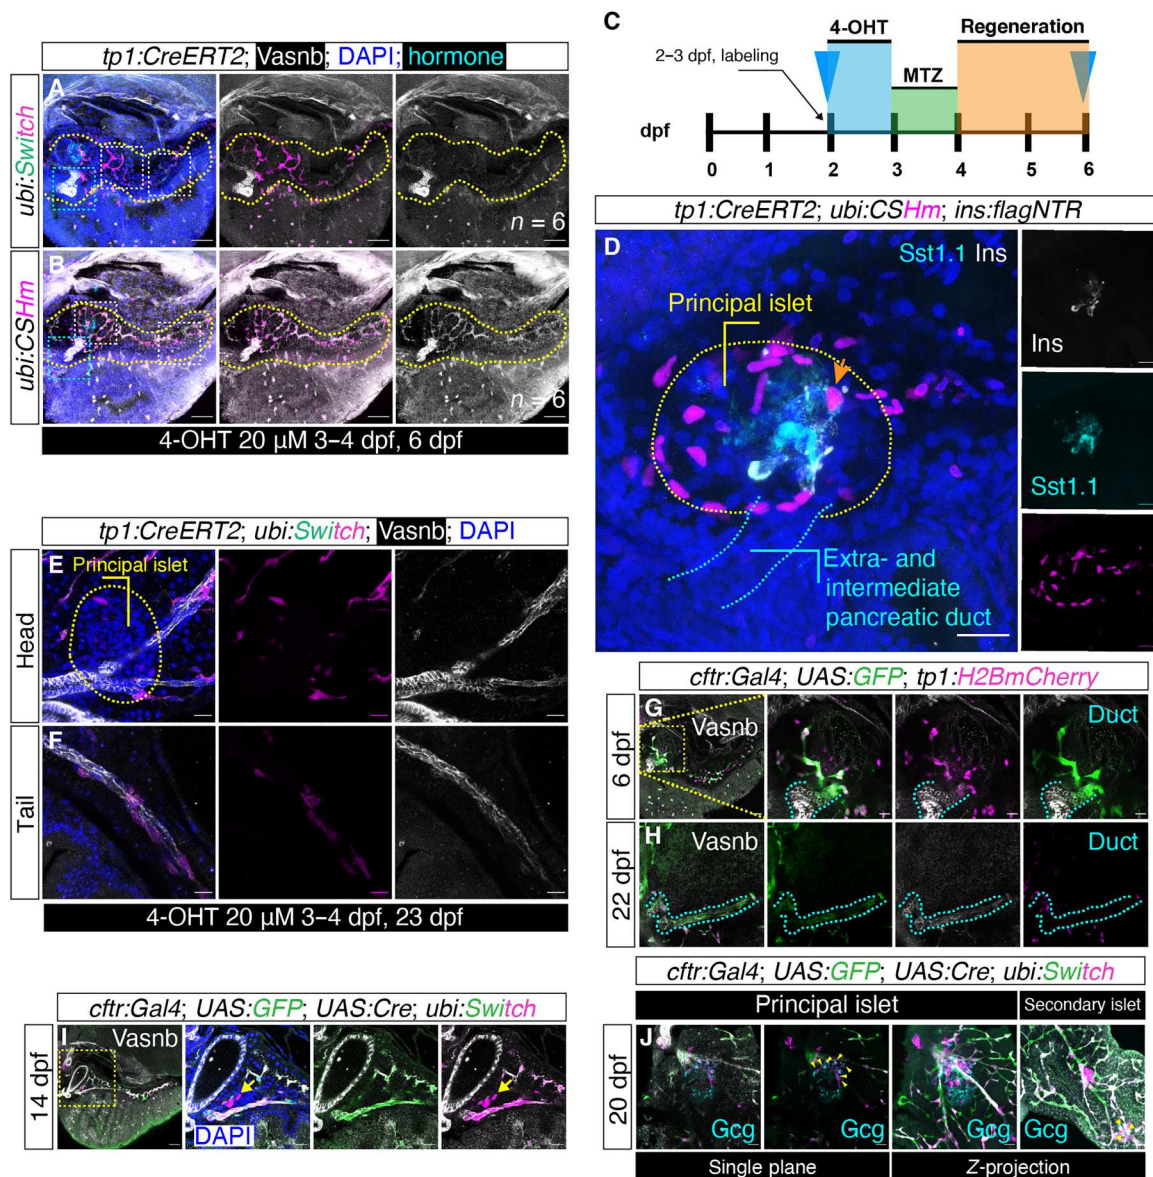 tp1:CreERT2; Vasnb; DAPI; hormone
ubi:Switch
A
n = 6
ubi:CSHm
B
n = 6
4-OHT 20 µM 3–4 dpf, 6 dpf
C
4-OHT
Regeneration
2–3 dpf, labeling
MTZ
dpf
0 1 2 3 4 5 6
tp1:CreERT2; ubi:CSHm; ins:flagNTR
D
Sst1.1 Ins
Principal islet
Extra- and
intermediate
pancreatic duct
Ins
Sst1.1
tp1:CreERT2; ubi:Switch; Vasnb; DAPI
Head
E
Principal islet
Tail
F
4-OHT 20 µM 3–4 dpf, 23 dpf
cftr:Gal4; UAS:GFP; tp1:H2BmCherry
6 dpf
G
Vasnb
Duct
22 dpf
H
Vasnb
Duct
cftr:Gal4; UAS:GFP; UAS:Cre; ubi:Switch
14 dpf
I
Vasnb
DAPI
cftr:Gal4; UAS:GFP; UAS:Cre; ubi:Switch
Principal islet
Secondary islet
20 dpf
J
Gcg
Gcg
Gcg
Gcg
Single plane
Z-projection